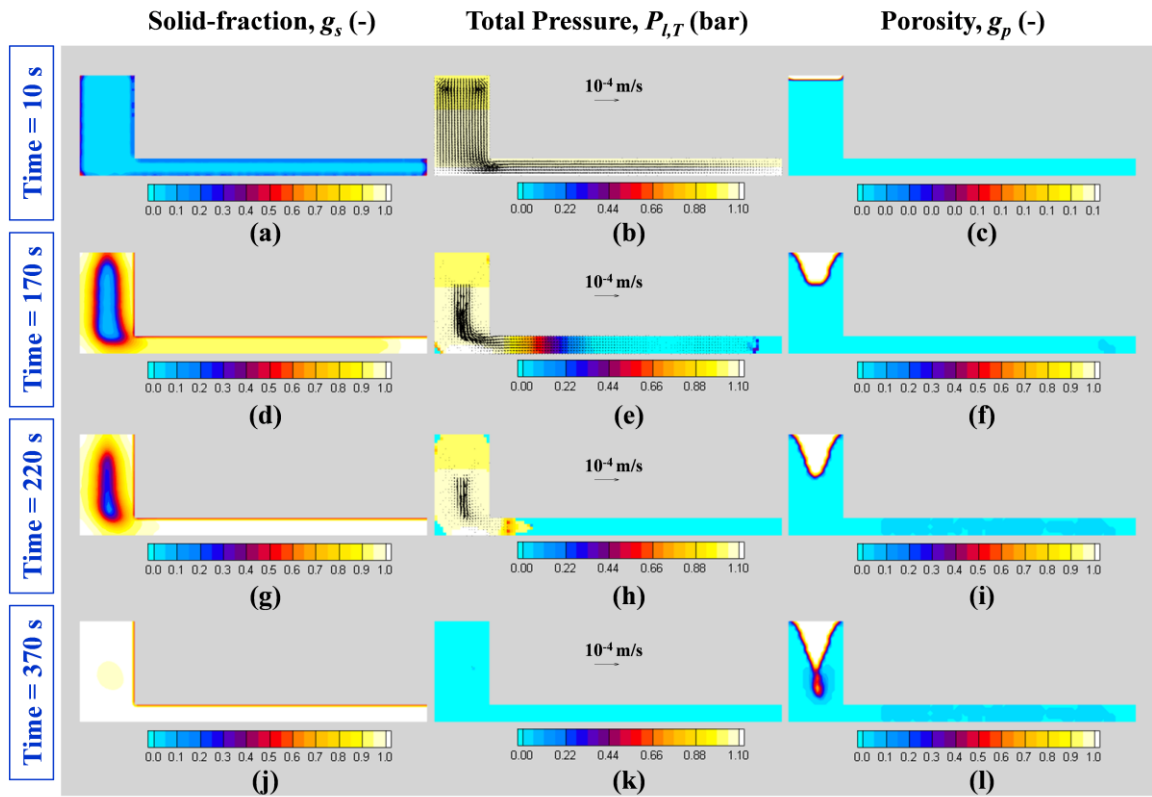 Solid-fraction, gs (-) Total Pressure, Pl,T (bar) Porosity, gp (-)
Time = 10 s
10-4 m/s
0.0 0.1 0.2 0.3 0.4 0.5 0.6 0.7 0.8 0.9 1.0
0.00 0.22 0.44 0.66 0.88 1.10
0.0 0.0 0.0 0.0 0.0 0.1 0.1 0.1 0.1 0.1
(a) (b) (c)
Time = 170 s
10-4 m/s
0.0 0.1 0.2 0.3 0.4 0.5 0.6 0.7 0.8 0.9 1.0
0.00 0.22 0.44 0.66 0.88 1.10
0.0 0.1 0.2 0.3 0.4 0.5 0.6 0.7 0.8 0.9 1.0
(d) (e) (f)
Time = 220 s
10-4 m/s
0.0 0.1 0.2 0.3 0.4 0.5 0.6 0.7 0.8 0.9 1.0
0.00 0.22 0.44 0.66 0.88 1.10
0.0 0.1 0.2 0.3 0.4 0.5 0.6 0.7 0.8 0.9 1.0
(g) (h) (i)
Time = 370 s
10-4 m/s
0.0 0.1 0.2 0.3 0.4 0.5 0.6 0.7 0.8 0.9 1.0
0.00 0.22 0.44 0.66 0.88 1.10
0.0 0.1 0.2 0.3 0.4 0.5 0.6 0.7 0.8 0.9 1.0
(j) (k) (l)